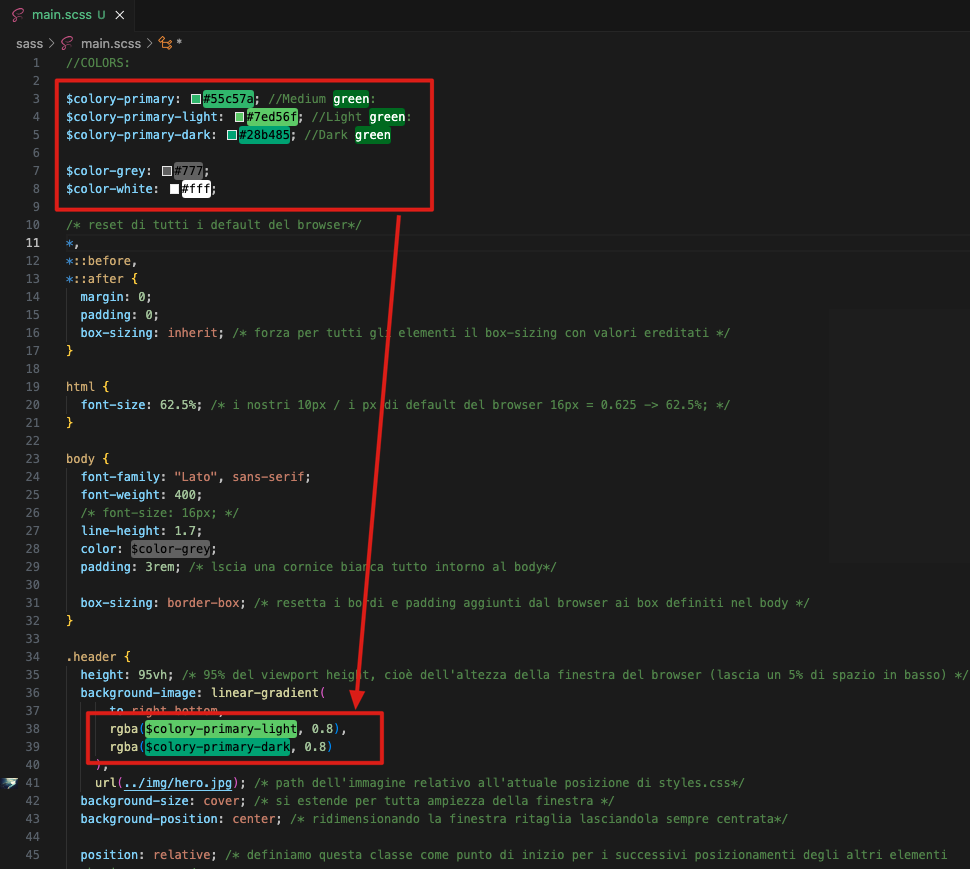 main.scss U ×
sass > main.scss > *
1 //COLORS:
2
3 $colory-primary: #55c57a; //Medium green:
4 $colory-primary-light: #7ed56f; //Light green:
5 $colory-primary-dark: #28b485; //Dark green
6
7 $color-grey: #777;
8 $color-white: #fff;
9
10 /* reset di tutti i default del browser*/
11 *,
12 *::before,
13 *::after {
14 margin: 0;
15 padding: 0;
16 box-sizing: inherit; /* forza per tutti gli elementi il box-sizing con valori ereditati */
17 }
18
19 html {
20 font-size: 62.5%; /* i nostri 10px / i px di default del browser 16px = 0.625 -> 62.5%; */
21 }
22
23 body {
24 font-family: "Lato", sans-serif;
25 font-weight: 400;
26 /* font-size: 16px; */
27 line-height: 1.7;
28 color: $color-grey;
29 padding: 3rem; /* lscia una cornice bianca tutto intorno al body*/
30
31 box-sizing: border-box; /* resetta i bordi e padding aggiunti dal browser ai box definiti nel body */
32 }
33
34 .header {
35 height: 95vh; /* 95% del viewport height, cioè dell'altezza della finestra del browser (lascia un 5% di spazio in basso) */
36 background-image: linear-gradient(
37 to right bottom,
38 rgba($colory-primary-light, 0.8),
39 rgba($colory-primary-dark, 0.8)
40 ),
41 url(../img/hero.jpg); /* path dell'immagine relativo all'attuale posizione di styles.css*/
42 background-size: cover; /* si estende per tutta ampiezza della finestra */
43 background-position: center; /* ridimensionando la finestra ritaglia lasciandola sempre centrata*/
44
45 position: relative; /* definiamo questa classe come punto di inizio per i successivi posizionamenti degli altri elementi